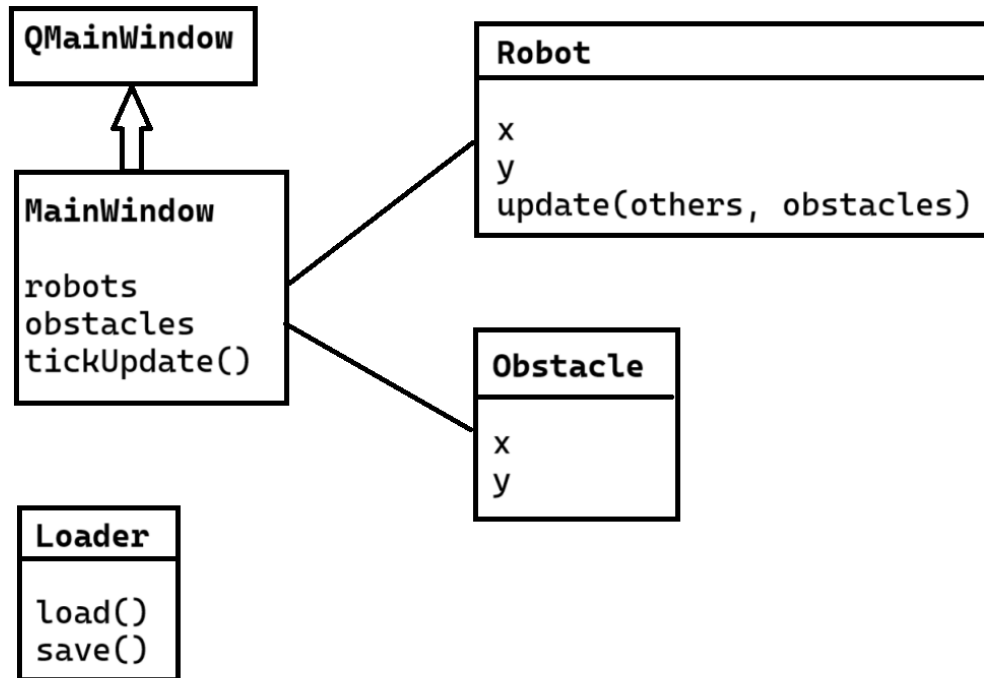 QMainWindow
MainWindow
robots
obstacles
tickUpdate()
Robot
x
y
update(others, obstacles)
Obstacle
x
y
Loader
load()
save()